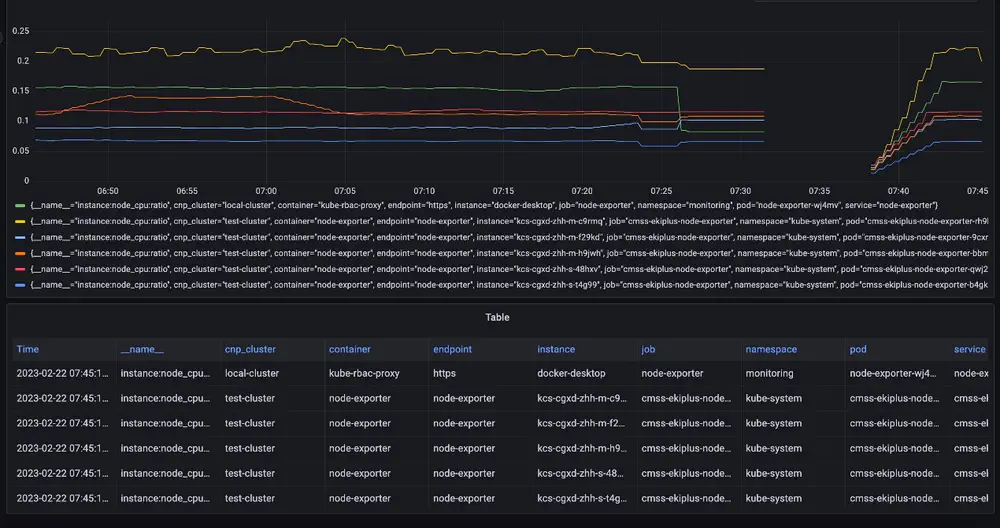 0.25
0.2
0.15
0.1
0.05
0
06:50 06:55 07:00 07:05 07:10 07:15 07:20 07:25 07:30 07:35 07:40 07:45
{__name__="instance:node_cpu:ratio", cnp_cluster="local-cluster", container="kube-rbac-proxy", endpoint="https", instance="docker-desktop", job="node-exporter", namespace="monitoring", pod="node-exporter-wj4mv", service="node-exporter"}
{__name__="instance:node_cpu:ratio", cnp_cluster="test-cluster", container="node-exporter", endpoint="node-exporter", instance="kcs-cgxd-zhh-m-c9rmq", job="cmss-ekiplus-node-exporter", namespace="kube-system", pod="cmss-ekiplus-node-exporter-rh9l
{__name__="instance:node_cpu:ratio", cnp_cluster="test-cluster", container="node-exporter", endpoint="node-exporter", instance="kcs-cgxd-zhh-m-f29kd", job="cmss-ekiplus-node-exporter", namespace="kube-system", pod="cmss-ekiplus-node-exporter-9cxr
{__name__="instance:node_cpu:ratio", cnp_cluster="test-cluster", container="node-exporter", endpoint="node-exporter", instance="kcs-cgxd-zhh-m-h9jwh", job="cmss-ekiplus-node-exporter", namespace="kube-system", pod="cmss-ekiplus-node-exporter-bbm
{__name__="instance:node_cpu:ratio", cnp_cluster="test-cluster", container="node-exporter", endpoint="node-exporter", instance="kcs-cgxd-zhh-s-48hxv", job="cmss-ekiplus-node-exporter", namespace="kube-system", pod="cmss-ekiplus-node-exporter-qwj2
{__name__="instance:node_cpu:ratio", cnp_cluster="test-cluster", container="node-exporter", endpoint="node-exporter", instance="kcs-cgxd-zhh-s-t4g99", job="cmss-ekiplus-node-exporter", namespace="kube-system", pod="cmss-ekiplus-node-exporter-b4gk
Table
Time __name__ cnp_cluster container endpoint instance job namespace pod service
2023-02-22 07:45:1... instance:node_cpu... local-cluster kube-rbac-proxy https docker-desktop node-exporter monitoring node-exporter-wj4... node-ex
2023-02-22 07:45:1... instance:node_cpu... test-cluster node-exporter node-exporter kcs-cgxd-zhh-m-c9... cmss-ekiplus-node... kube-system cmss-ekiplus-node... cmss-el
2023-02-22 07:45:1... instance:node_cpu... test-cluster node-exporter node-exporter kcs-cgxd-zhh-m-f2... cmss-ekiplus-node... kube-system cmss-ekiplus-node... cmss-el
2023-02-22 07:45:1... instance:node_cpu... test-cluster node-exporter node-exporter kcs-cgxd-zhh-m-h9... cmss-ekiplus-node... kube-system cmss-ekiplus-node... cmss-el
2023-02-22 07:45:1... instance:node_cpu... test-cluster node-exporter node-exporter kcs-cgxd-zhh-s-48... cmss-ekiplus-node... kube-system cmss-ekiplus-node... cmss-el
2023-02-22 07:45:1... instance:node_cpu... test-cluster node-exporter node-exporter kcs-cgxd-zhh-s-t4g... cmss-ekiplus-node... kube-system cmss-ekiplus-node... cmss-el